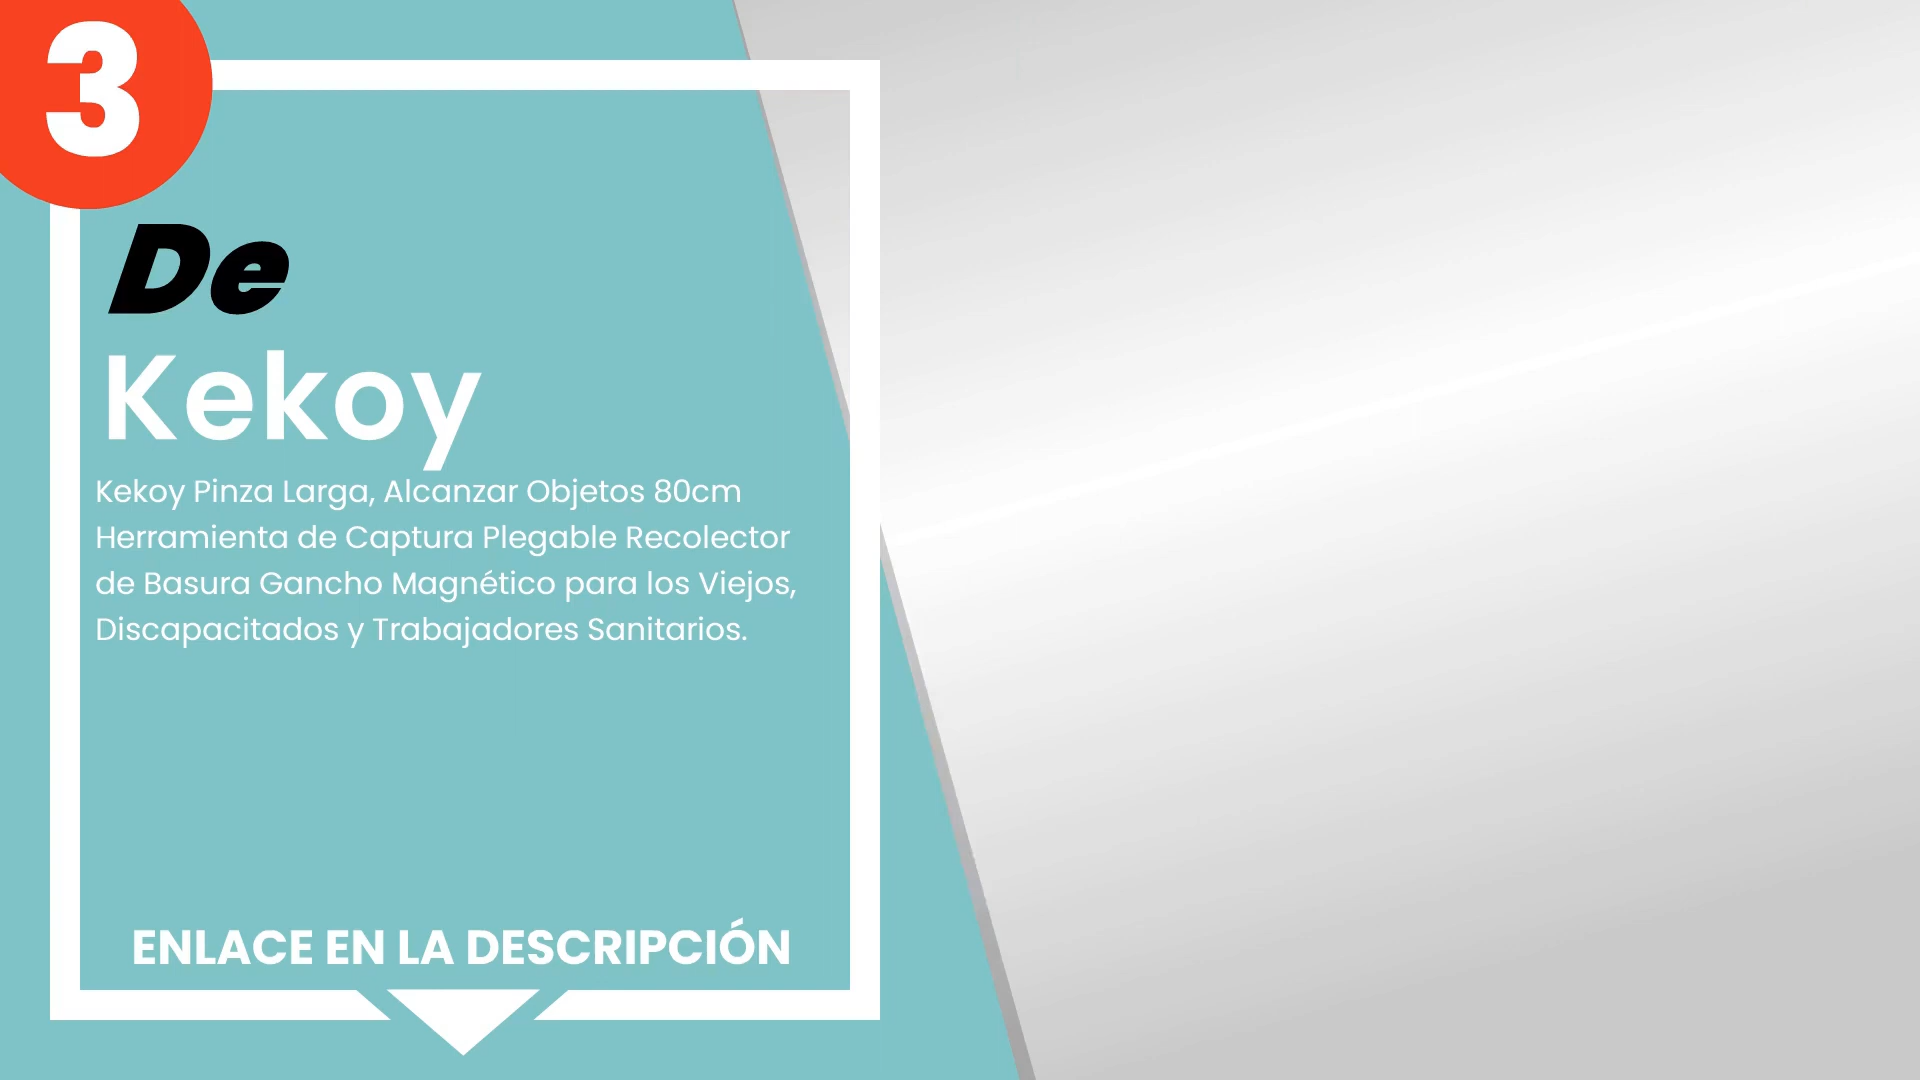 3
De
Kekoy
Kekoy Pinza Larga, Alcanzar Objetos 80cm
Herramienta de Captura Plegable Recolector
de Basura Gancho Magnético para los Viejos,
Discapacitados y Trabajadores Sanitarios.
ENLACE EN LA DESCRIPCIÓN